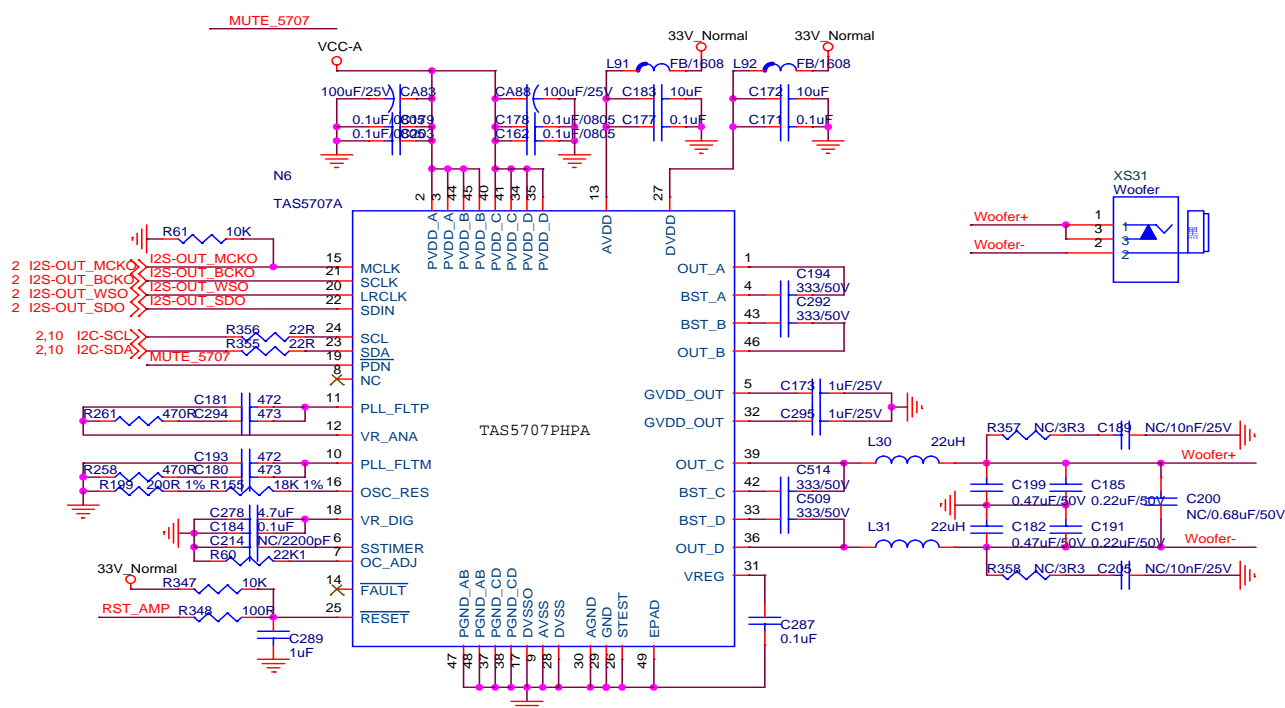 MUTE_5707
VCC-A
33V_Normal
33V_Normal
L91
FB/1608
L92
FB/1608
100uF/25V
CA83
CA88
100uF/25V
C183
10uF
C172
10uF
C178
0.1uF/0805
C177
0.1uF
C171
0.1uF
C162
0.1uF/0805
N6
TAS5707A
2
3
44
45
40
41
34
35
13
27
PVDD_A
PVDD_A
PVDD_B
PVDD_B
PVDD_C
PVDD_C
PVDD_D
PVDD_D
AVDD
DVDD
XS31
Woofer
Woofer+
1
1
3
3
Woofer-
2
2
黑
R61
10K
2 I2S-OUT_MCKO
I2S-OUT_MCKO
15
MCLK
2 I2S-OUT_BCKO
I2S-OUT_BCKO
21
SCLK
2 I2S-OUT_WSO
I2S-OUT_WSO
20
LRCLK
2 I2S-OUT_SDO
I2S-OUT_SDO
22
SDIN
2,10 I2C-SCL
R356
22R
24
SCL
2,10 I2C-SDA
R355
22R
23
SDA
MUTE_5707
19
PDN
8
NC
C181
472
11
PLL_FLTP
R261
470R
C294
473
12
VR_ANA
C193
472
10
PLL_FLTM
R258
470R
C180
473
R199
200R 1%
R155
18K 1%
16
OSC_RES
C278
4.7uF
18
VR_DIG
C184
0.1uF
C214
NC/2200pF
6
SSTIMER
R60
22K1
7
OC_ADJ
33V_Normal
R347
10K
14
FAULT
RST_AMP
R348
100R
25
RESET
C289
1uF
TAS5707PHPA
OUT_A
1
C194
333/50V
BST_A
4
C292
333/50V
BST_B
43
OUT_B
46
GVDD_OUT
5
C173
1uF/25V
GVDD_OUT
32
C295
1uF/25V
OUT_C
39
L30
22uH
C514
333/50V
BST_C
42
C509
333/50V
BST_D
33
OUT_D
36
L31
22uH
VREG
31
C287
0.1uF
R357
NC/3R3
C189
NC/10nF/25V
Woofer+
C199
0.47uF/50V
C185
0.22uF/50V
C200
NC/0.68uF/50V
C182
0.47uF/50V
C191
0.22uF/50V
Woofer-
R358
NC/3R3
C205
NC/10nF/25V
PGND_AB
PGND_AB
PGND_CD
PGND_CD
DVSSO
AVSS
DVSS
AGND
GND
STEST
EPAD
47
48
37
38
17
9
28
30
29
26
49